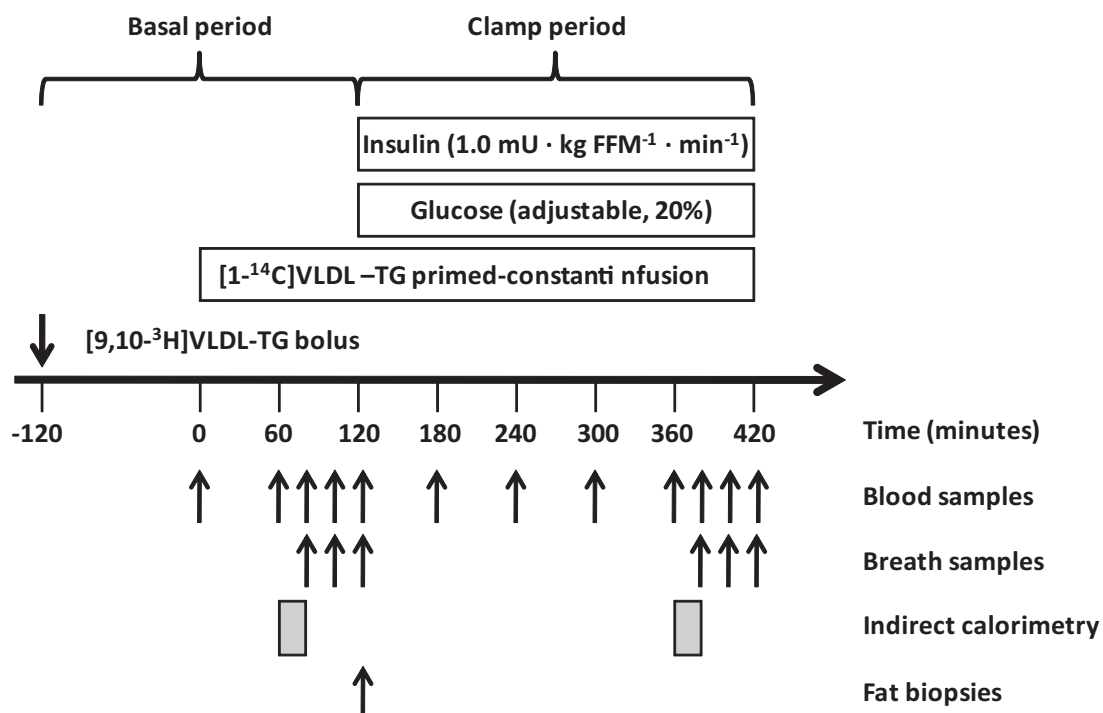 Basal period
Clamp period
Insulin (1.0 mU · kg FFM⁻¹ · min⁻¹)
Glucose (adjustable, 20%)
[1-¹⁴C]VLDL –TG primed-constanti nfusion
[9,10-³H]VLDL-TG bolus
-120 0 60 120 180 240 300 360 420 Time (minutes)
Blood samples
Breath samples
Indirect calorimetry
Fat biopsies